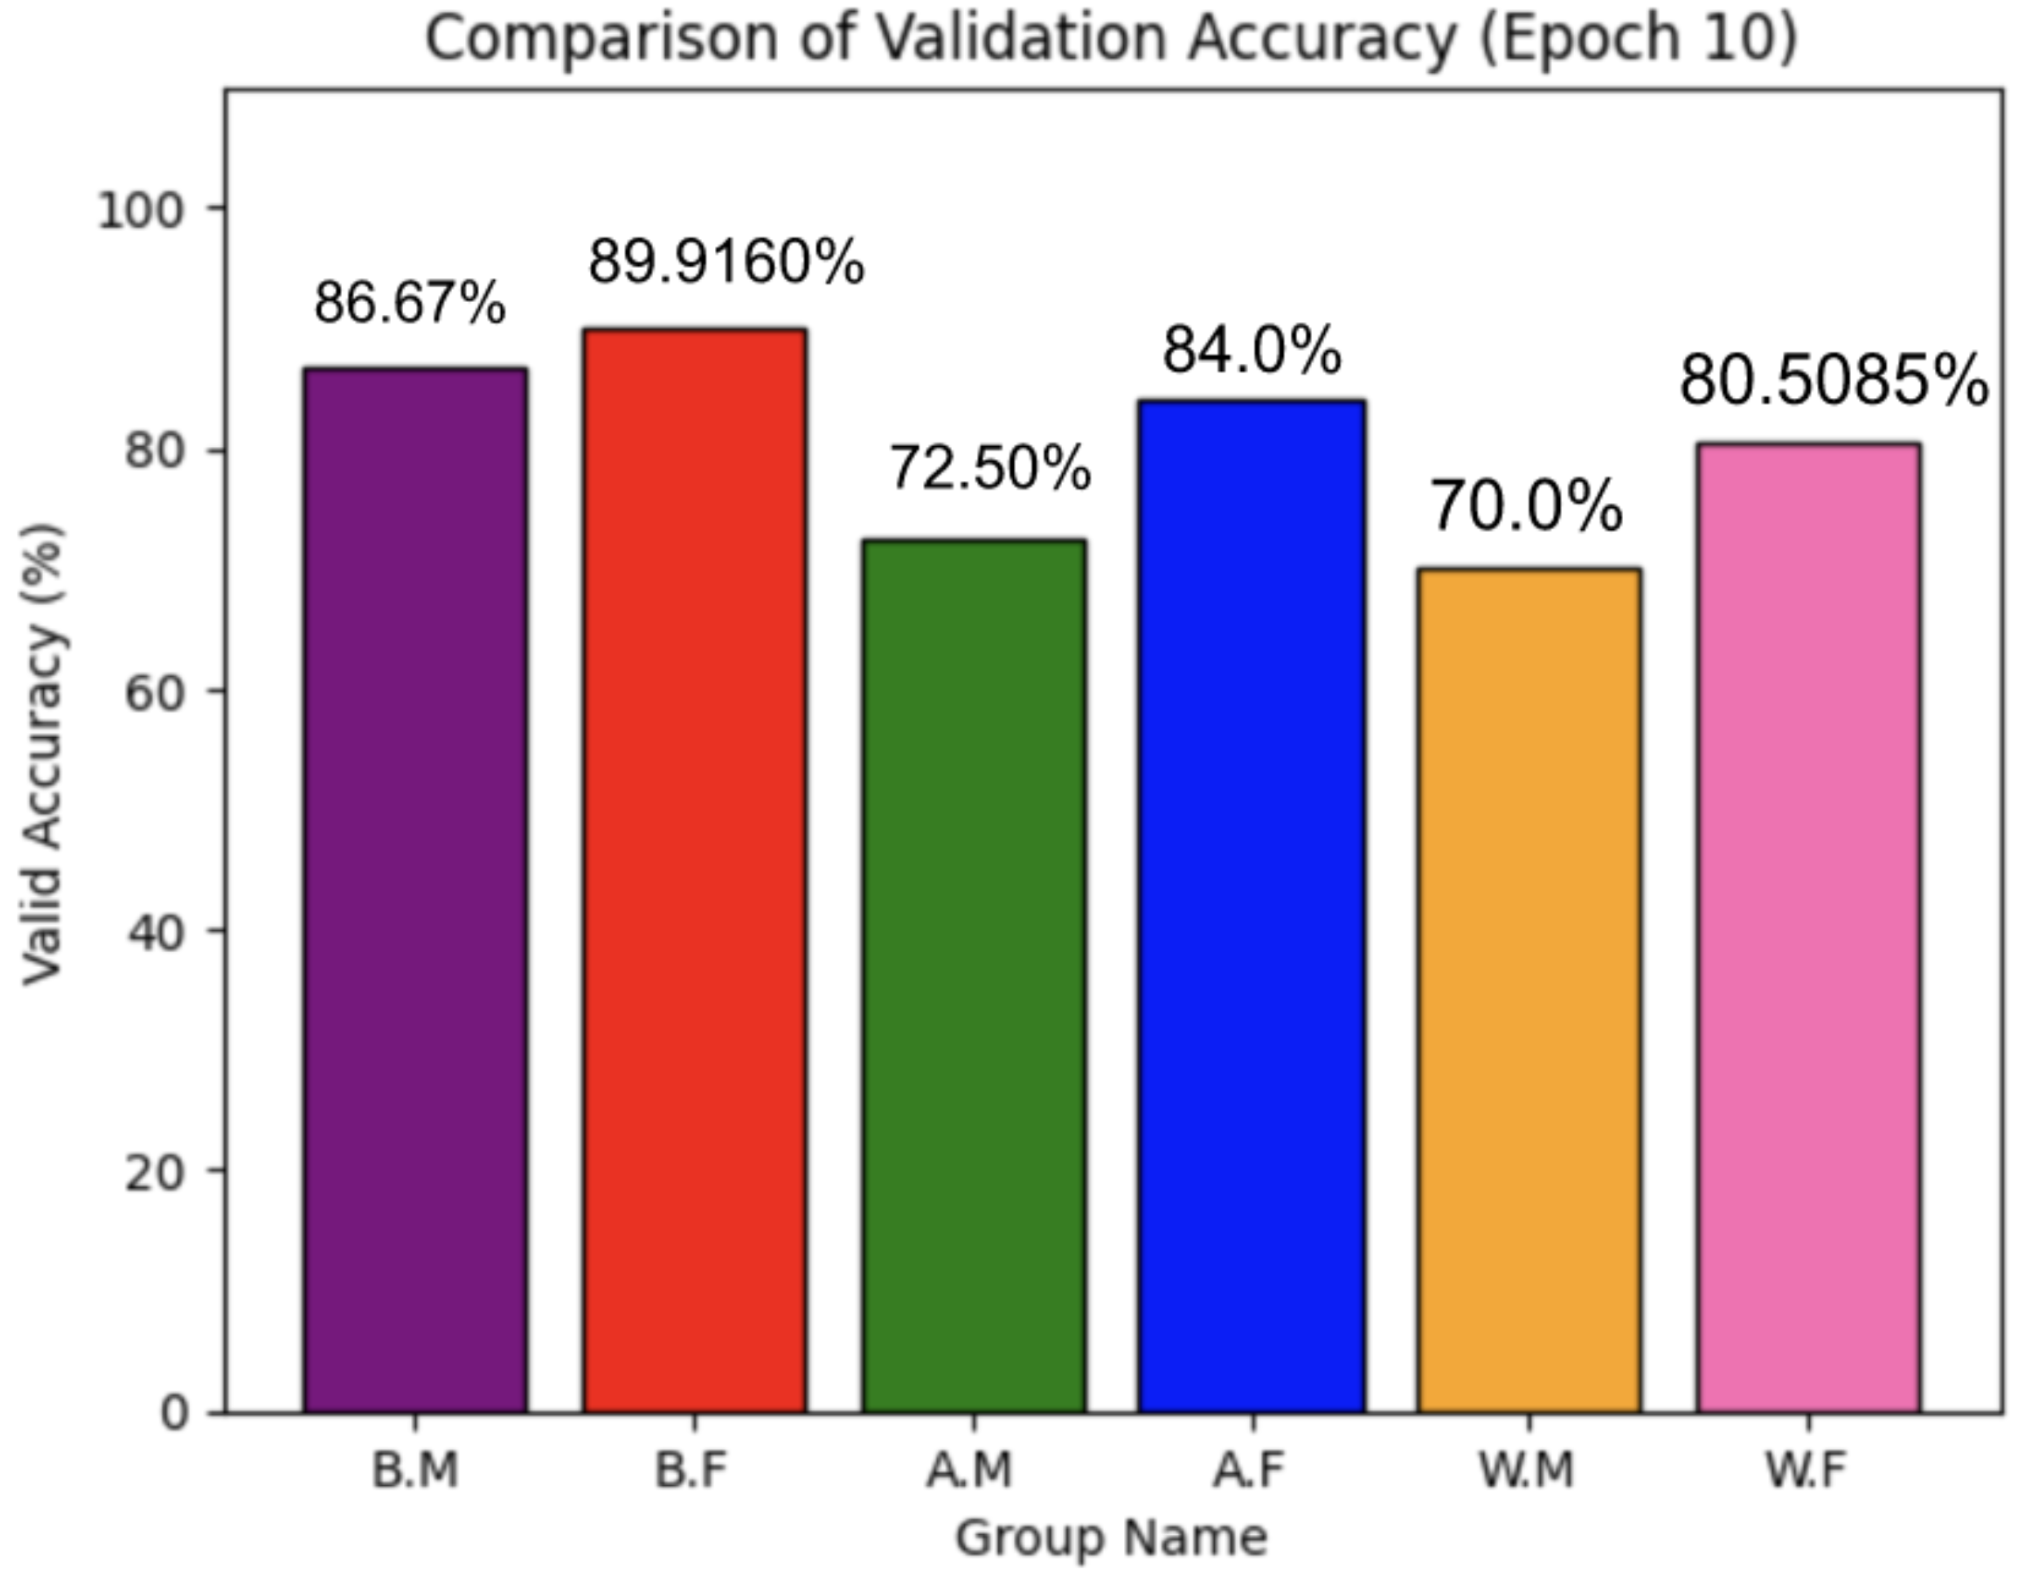 Comparison of Validation Accuracy (Epoch 10)
Valid Accuracy (%)
100
80
60
40
20
0
86.67%
89.9160%
72.50%
84.0%
70.0%
80.5085%
B.M
B.F
A.M
A.F
W.M
W.F
Group Name